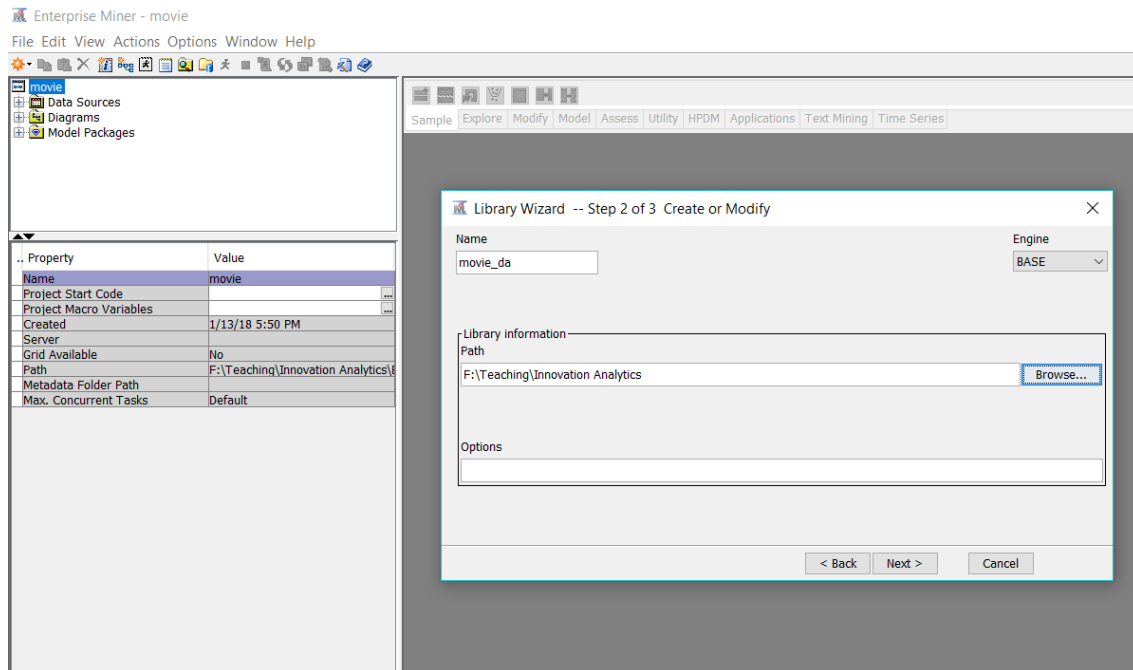 Enterprise Miner - movie
File Edit View Actions Options Window Help
movie
Data Sources
Diagrams
Model Packages
Sample Explore Modify Model Assess Utility HPDM Applications Text Mining Time Series
.. Property Value
Name movie
Project Start Code ...
Project Macro Variables ...
Created 1/13/18 5:50 PM
Server
Grid Available No
Path F:\Teaching\Innovation Analytics\
Metadata Folder Path
Max. Concurrent Tasks Default
Library Wizard -- Step 2 of 3 Create or Modify
Name Engine
movie_da BASE
Library information
Path
F:\Teaching\Innovation Analytics Browse...
Options
< Back Next > Cancel